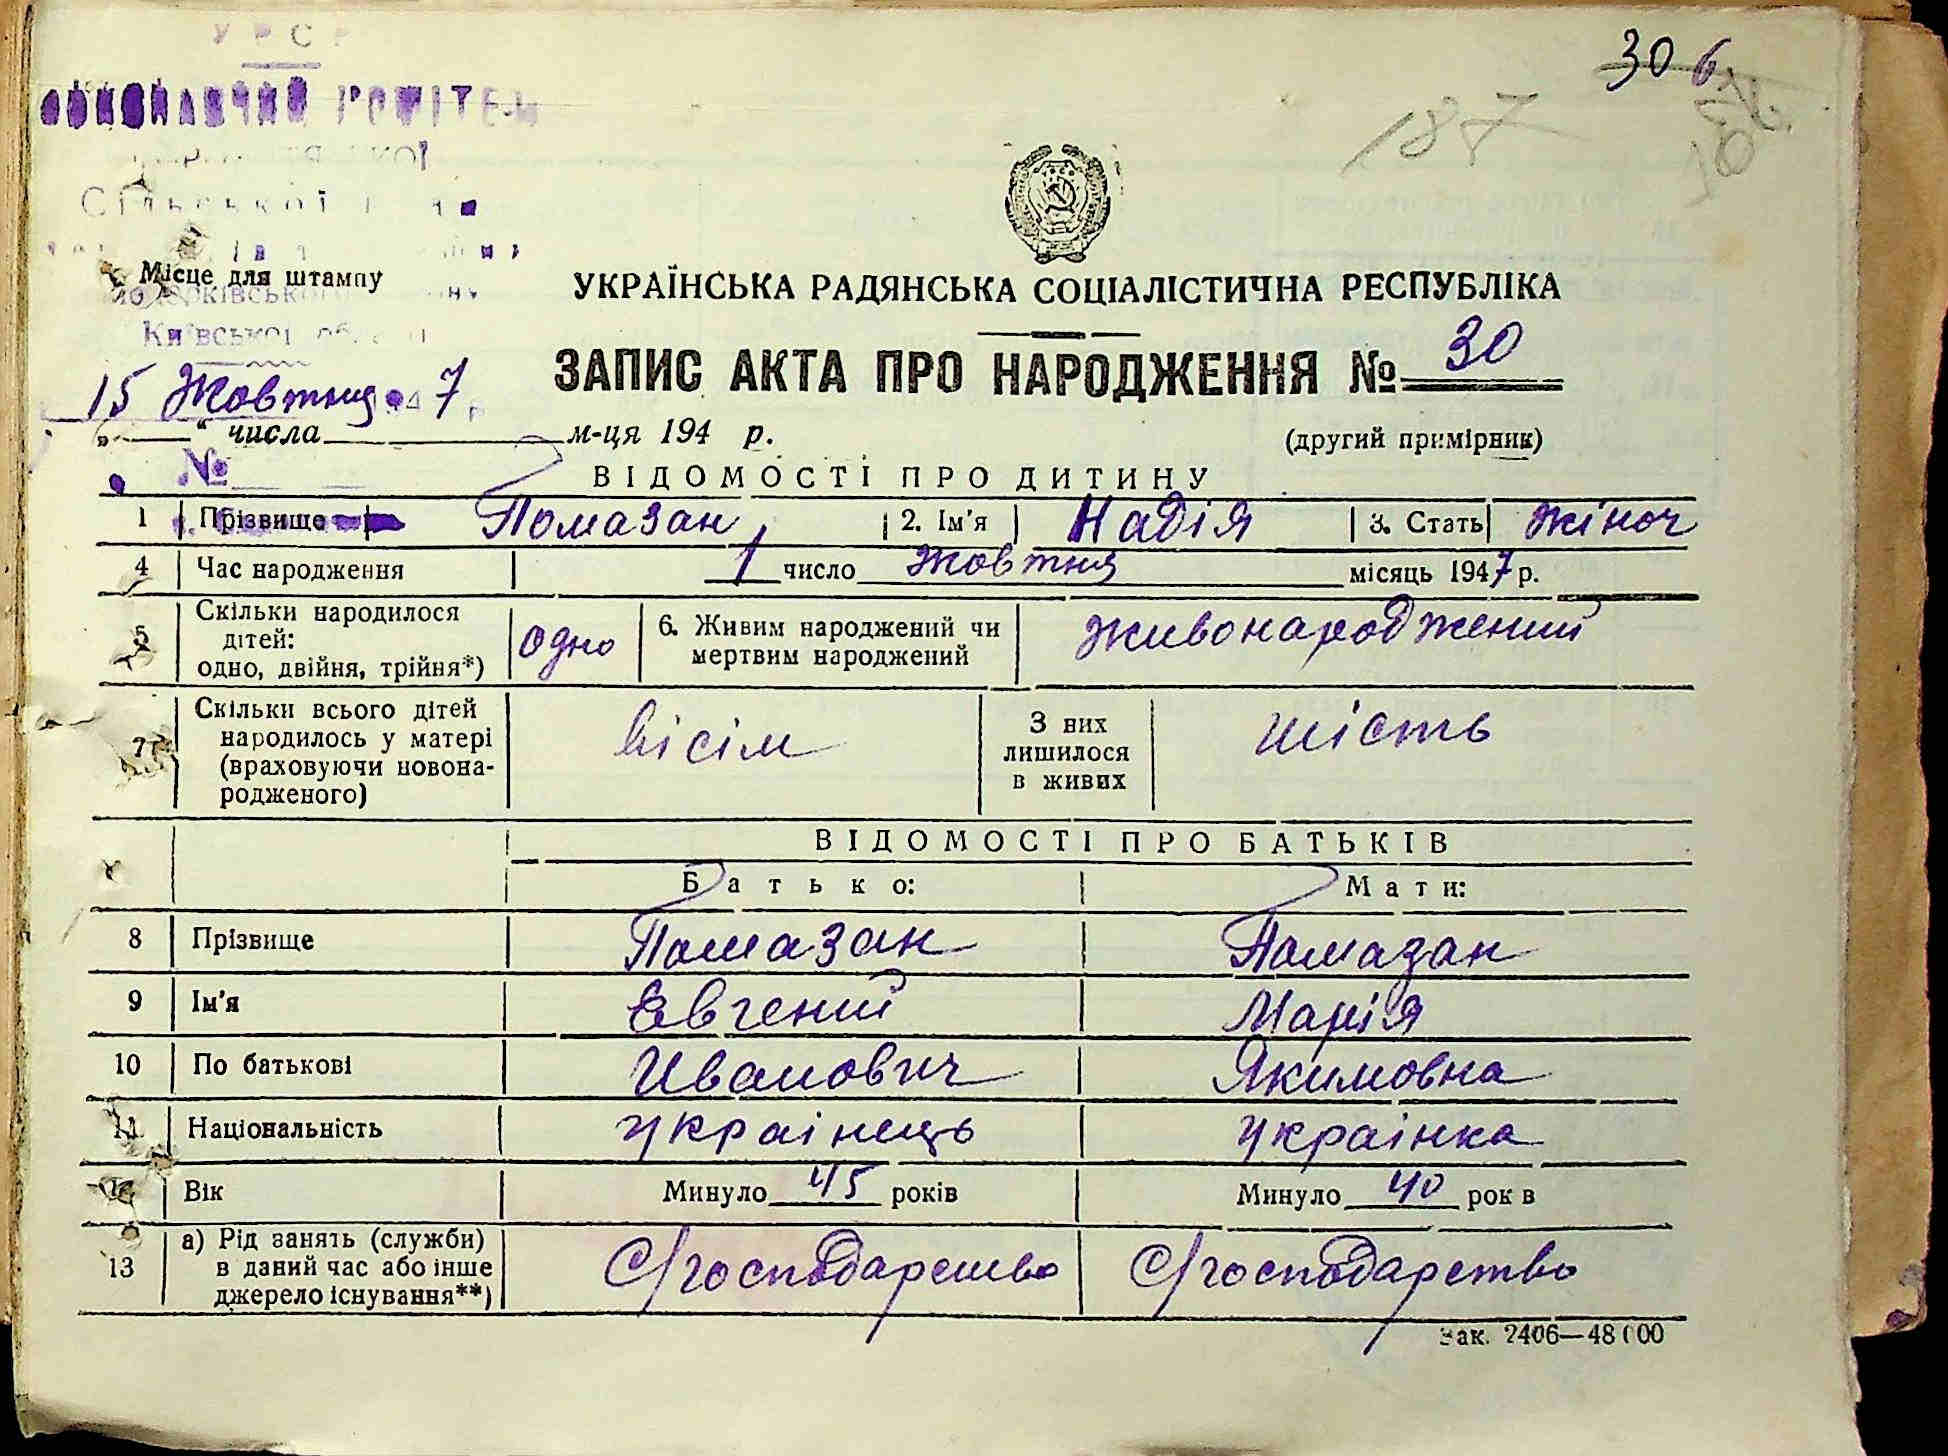 УРСР
306
ВИКОНАВЧИЙ КОМІТЕТ
187
Сільської
Місце для штампу
Київської
УКРАЇНСЬКА РАДЯНСЬКА СОЦІАЛІСТИЧНА РЕСПУБЛІКА
ЗАПИС АКТА ПРО НАРОДЖЕННЯ № 30
15 Жовтня 1947 р
„ “ числа м-ця 194 р.
(другий примірник)
№
ВІДОМОСТІ ПРО ДИТИНУ
1 Прізвище Помазан 2. Ім'я Надія 3. Стать жіноч
4 Час народження 1 число жовтня місяць 1947 р.
5 Скільки народилося дітей: одно, двійня, трійня*) одно 6. Живим народжений чи мертвим народжений живонароджений
7 Скільки всього дітей народилось у матері (враховуючи новонародженого) вісім З них лишилося в живих шість
ВІДОМОСТІ ПРО БАТЬКІВ
Батько: Мати:
8 Прізвище Помазан Помазан
9 Ім'я Євгений Марія
10 По батькові Иванович Якимовна
11 Національність українець українка
12 Вік Минуло 45 років Минуло 40 рок в
13 а) Рід занять (служби) в даний час або інше джерело існування**) С/господарство С/господарство
Зак. 2406—48000